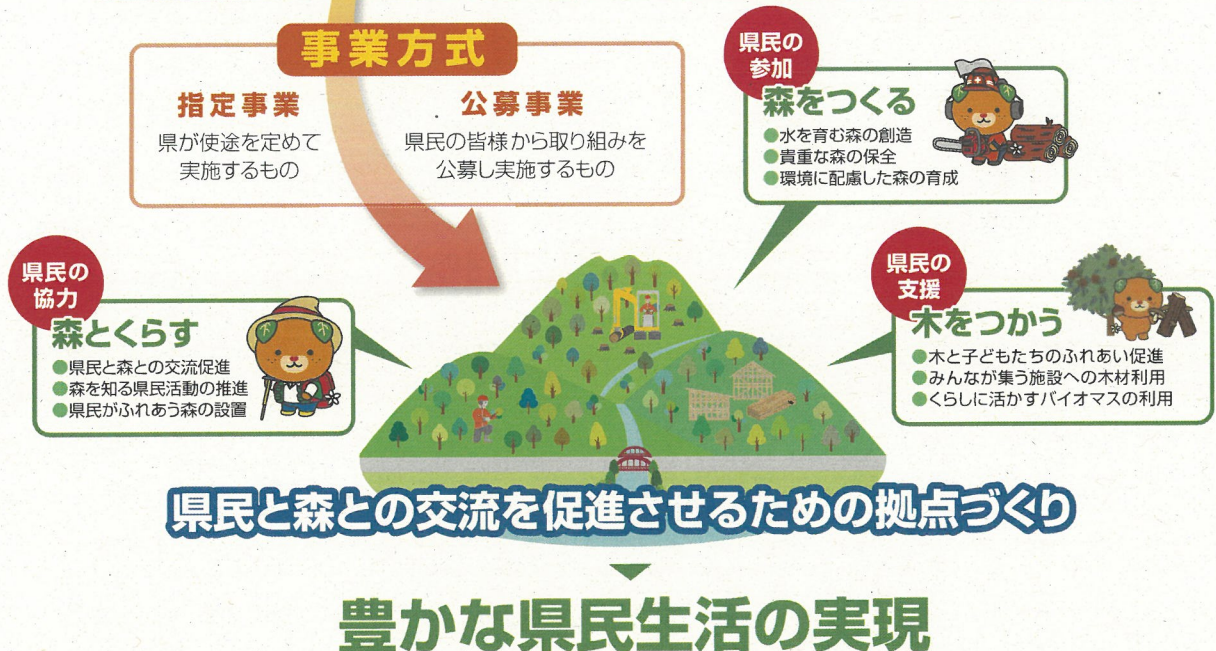 事業方式
指定事業
県が使途を定めて
実施するもの
公募事業
県民の皆様から取り組みを
公募し実施するもの
県民の
参加
森をつくる
●水を育む森の創造
●貴重な森の保全
●環境に配慮した森の育成
県民の
協力
森とくらす
●県民と森との交流促進
●森を知る県民活動の推進
●県民がふれあう森の設置
県民の
支援
木をつかう
●木と子どもたちのふれあい促進
●みんなが集う施設への木材利用
●くらしに活かすバイオマスの利用
県民と森との交流を促進させるための拠点づくり
豊かな県民生活の実現